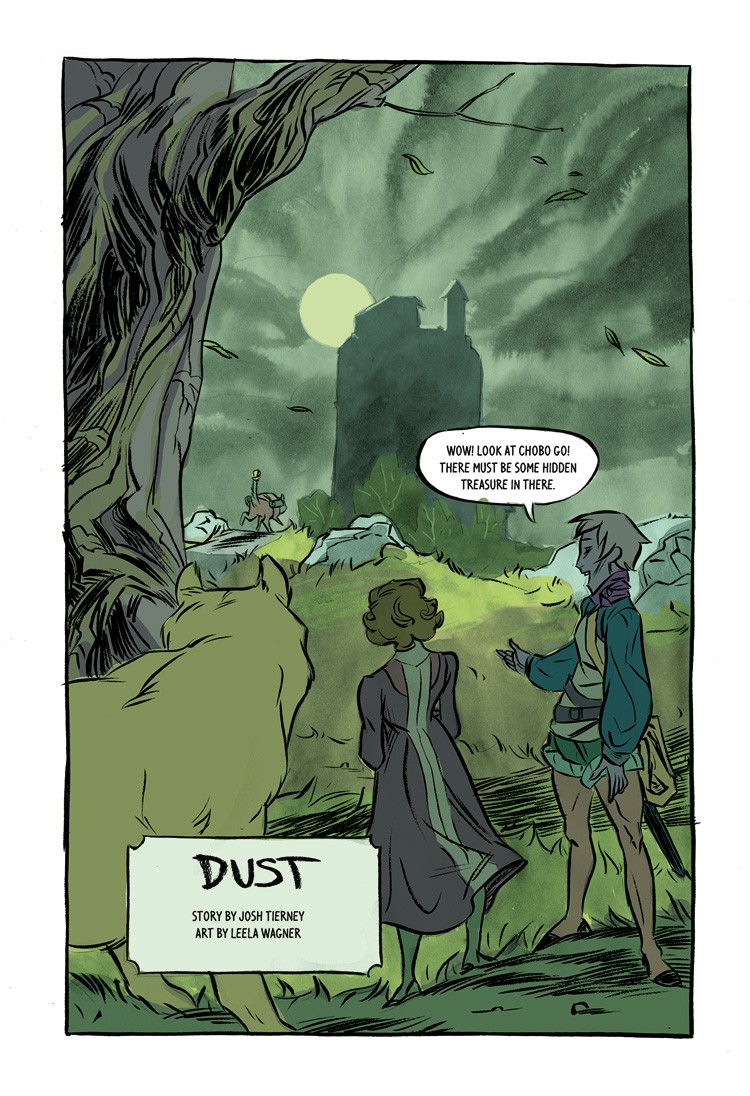 WOW! LOOK AT CHOBO GO!
THERE MUST BE SOME HIDDEN
TREASURE IN THERE.
DUST
STORY BY JOSH TIERNEY
ART BY LEELA WAGNER